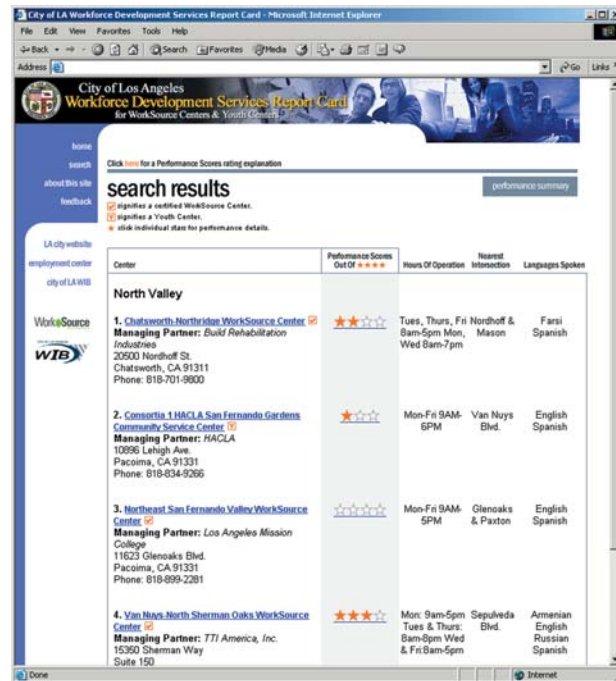 City of LA Workforce Development Services Report Card - Microsoft Internet Explorer
File Edit View Favorites Tools Help
Back Search Favorites Media
Address Go Links
City of Los Angeles
Workforce Development Services Report Card
for WorkSource Centers & Youth Centers
home
search
about this site
feedback
LA city website
employment center
city of LA WIB
Work Source
WIB
Click here for a Performance Scores rating explanation
search results
performance summary
signifies a certified WorkSource Center.
signifies a Youth Center.
click individual stars for performance details.
Center Performance Scores Out Of ★★★★ Hours Of Operation Nearest Intersection Languages Spoken
North Valley
1. Chatsworth-Northridge WorkSource Center
Managing Partner: Build Rehabilitation
Industries
20500 Nordhoff St.
Chatsworth, CA 91311
Phone: 818-701-9800
Tues, Thurs, Fri
8am-5pm Mon,
Wed 8am-7pm
Nordhoff &
Mason
Farsi
Spanish
2. Consortia 1 HACLA San Fernando Gardens
Community Service Center
Managing Partner: HACLA
10896 Lehigh Ave.
Pacoima, CA 91331
Phone: 818-834-9266
Mon-Fri 9AM-
6PM
Van Nuys
Blvd.
English
Spanish
3. Northeast San Fernando Valley WorkSource
Center
Managing Partner: Los Angeles Mission
College
11623 Glenoaks Blvd.
Pacoima, CA 91331
Phone: 818-899-2281
Mon-Fri 9AM-
5PM
Glenoaks
& Paxton
English
Spanish
4. Van Nuys-North Sherman Oaks WorkSource
Center
Managing Partner: TTI America, Inc.
15350 Sherman Way
Suite 150
Mon: 9am-5pm
Tues & Thurs:
8am-8pm Wed
& Fri:8am-5pm
Sepulveda
Blvd.
Armenian
English
Russian
Spanish
Done Internet